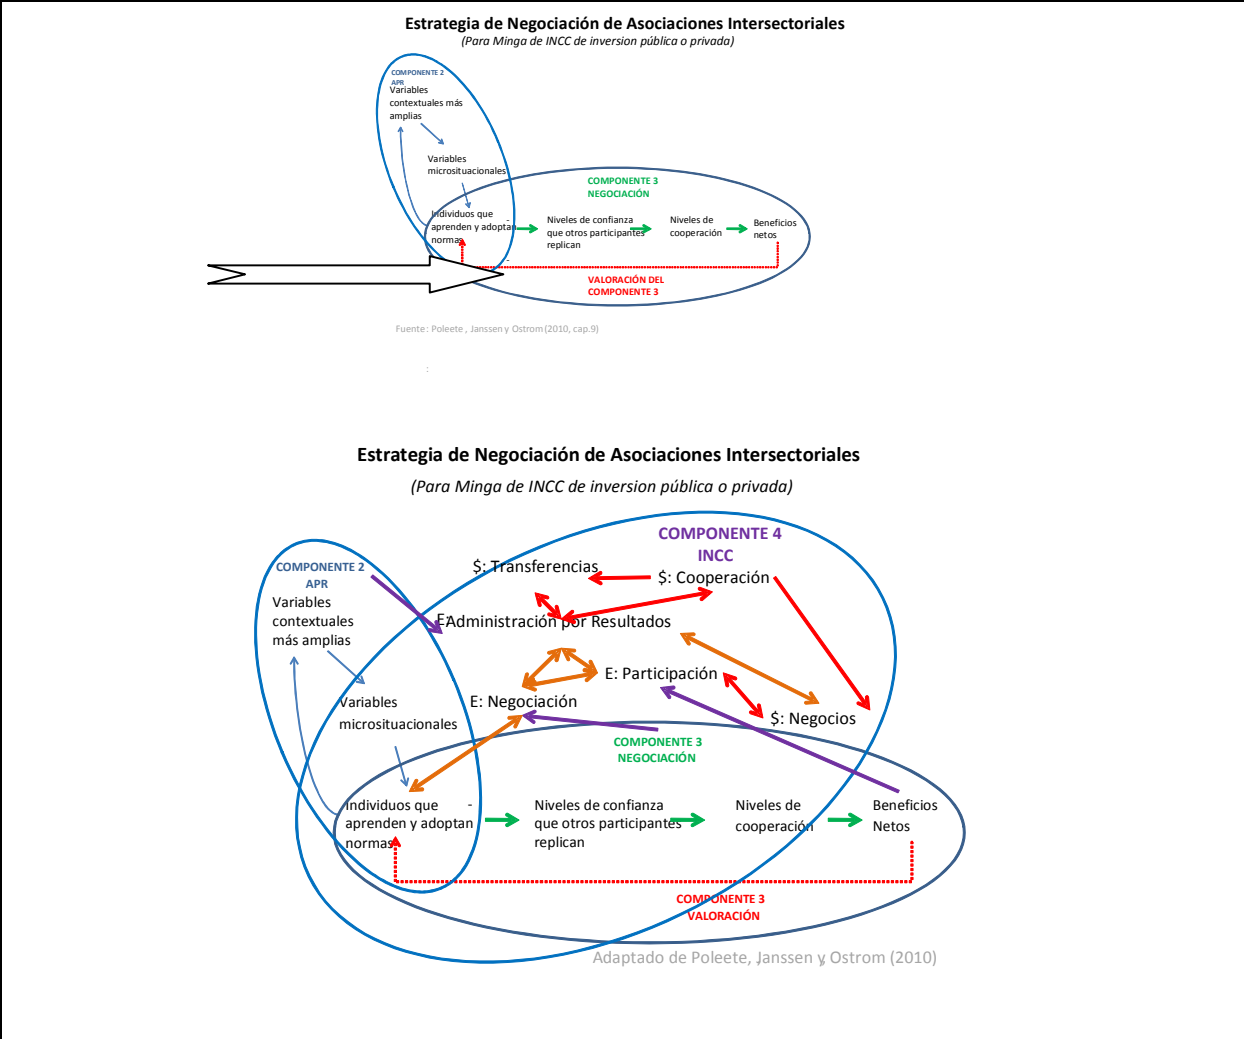 Estrategia de Negociación de Asociaciones Intersectoriales
(Para Minga de INCC de inversion pública o privada)
COMPONENTE 2
APR
Variables
contextuales más
amplias
Variables
microsituacionales
COMPONENTE 3
NEGOCIACIÓN
Individuos que
aprenden y adoptan
normas
-
-
Niveles de confianza
que otros participantes
replican
Niveles de
cooperación
Beneficios
netos
VALORACIÓN DEL
COMPONENTE 3
Fuente: Poleete, Janssen y Ostrom (2010, cap.9)
:
Estrategia de Negociación de Asociaciones Intersectoriales
(Para Minga de INCC de inversion pública o privada)
COMPONENTE 4
INCC
COMPONENTE 2
APR
$: Transferencias
$: Cooperación
Variables
contextuales
más amplias
E: Administración por Resultados
E: Participación
E: Negociación
$: Negocios
Variables
microsituacionales
COMPONENTE 3
NEGOCIACIÓN
Individuos que
aprenden y adoptan
normas
-
Niveles de confianza
que otros participantes
replican
Niveles de
cooperación
Beneficios
Netos
COMPONENTE 3
VALORACIÓN
Adaptado de Poleete, Janssen y, Ostrom (2010)